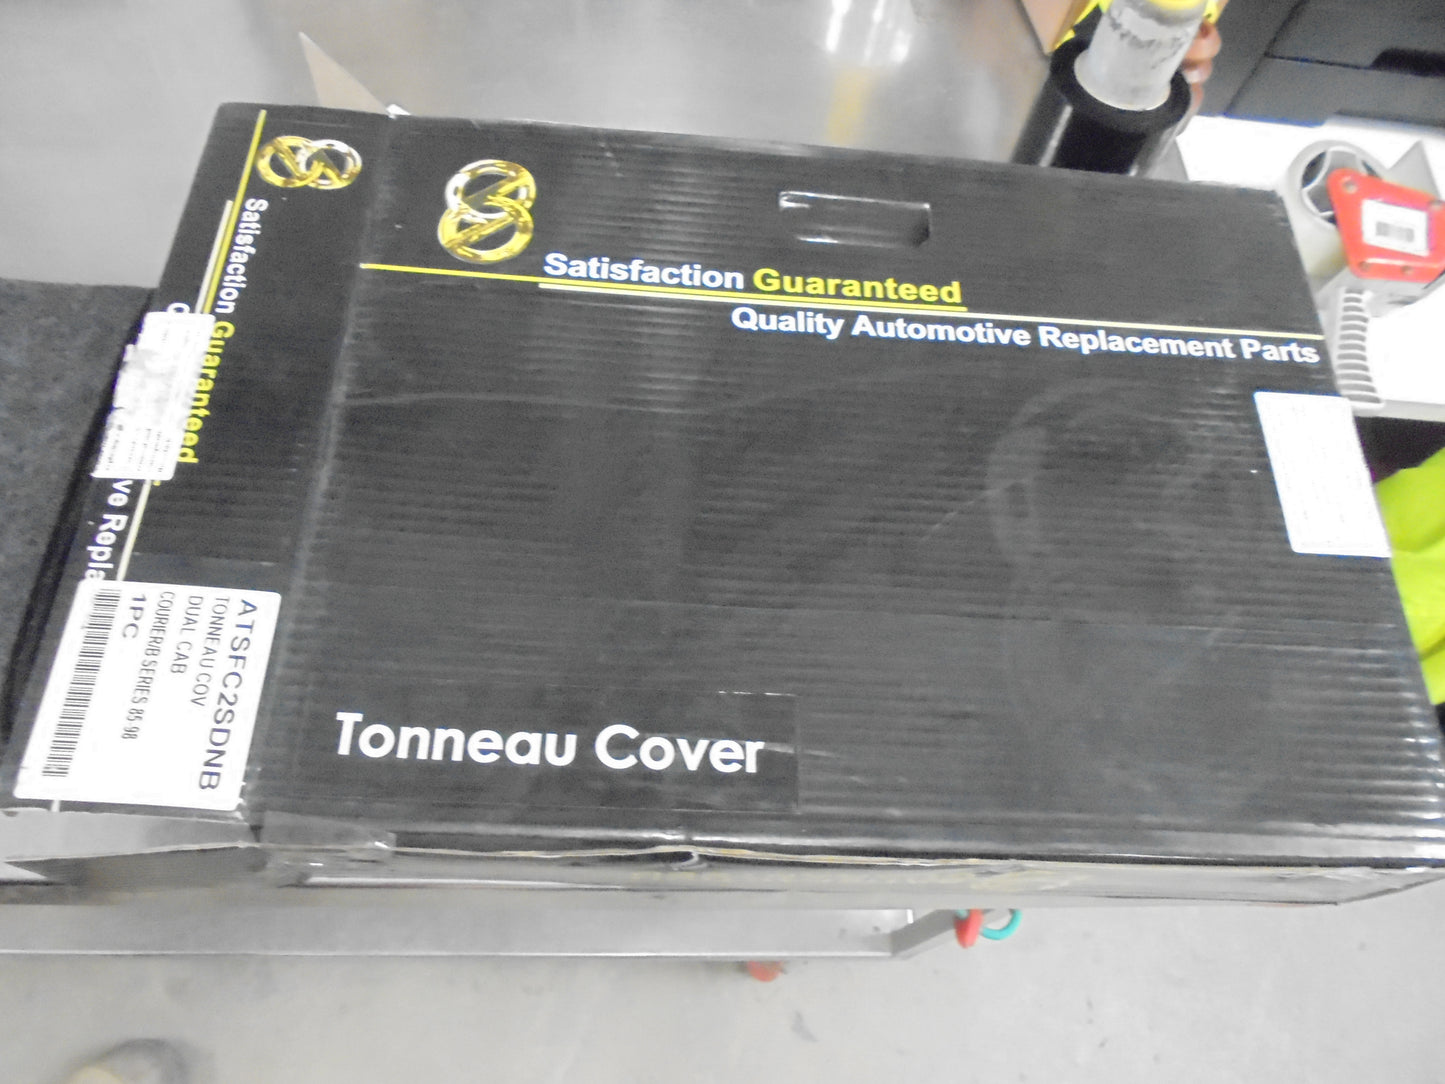 Satisfaction Guaranteed
Quality Automotive Replacement Parts
Tonneau Cover
Satisfaction Guaranteed
ve Repla
ATSFC2SDNB
TONNEAU COV
DUAL CAB
COURIER/B SERIES 85-98
1PC